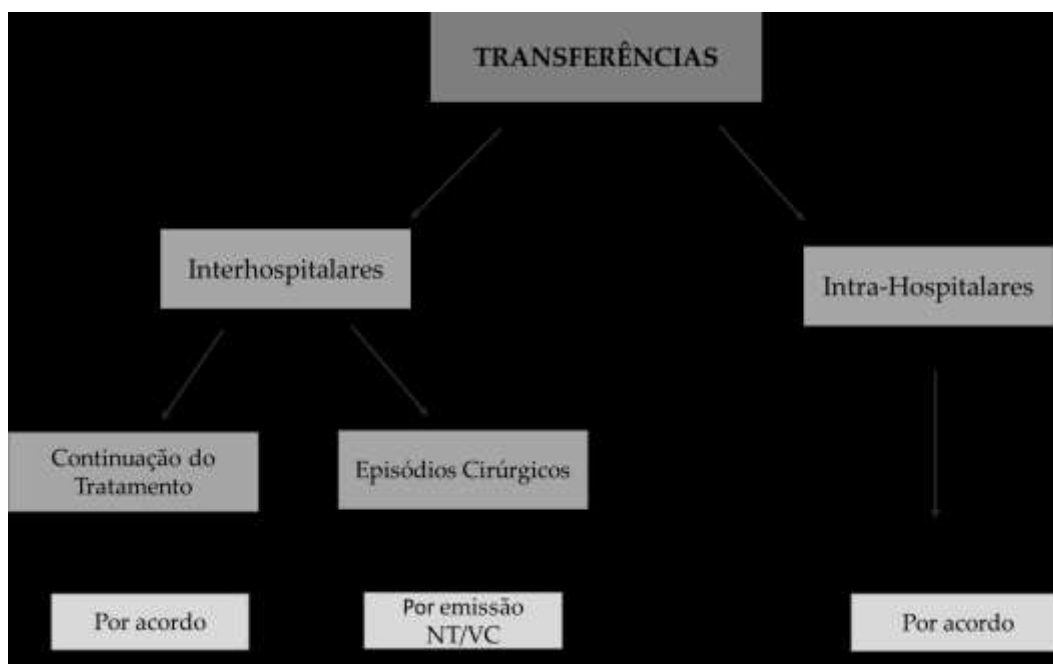 TRANSFERÊNCIAS
Interhospitalares
Intra-Hospitalares
Continuação do
Tratamento
Episódios Cirúrgicos
Por acordo
Por emissão
NT/VC
Por acordo